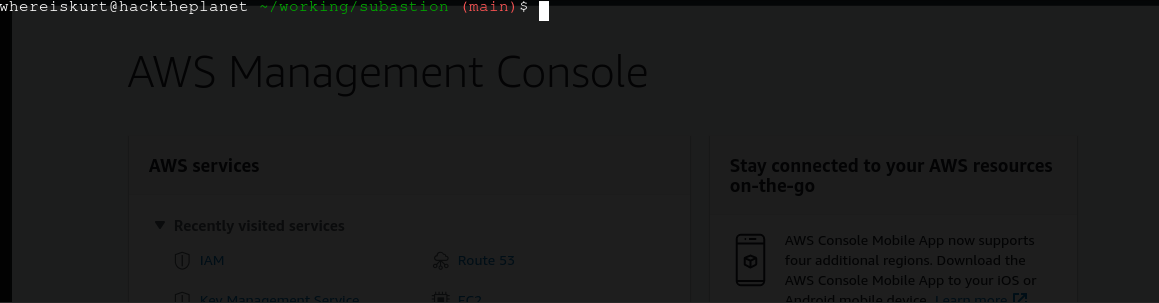 whereiskurt@hacktheplanet ~/working/subastion (main)$
AWS Management Console
AWS services
Stay connected to your AWS resources
on-the-go
▼ Recently visited services
IAM
Route 53
AWS Console Mobile App now supports
four additional regions. Download the
AWS Console Mobile App to your iOS or
Key Management Service
EC2
Android mobile device. Learn more